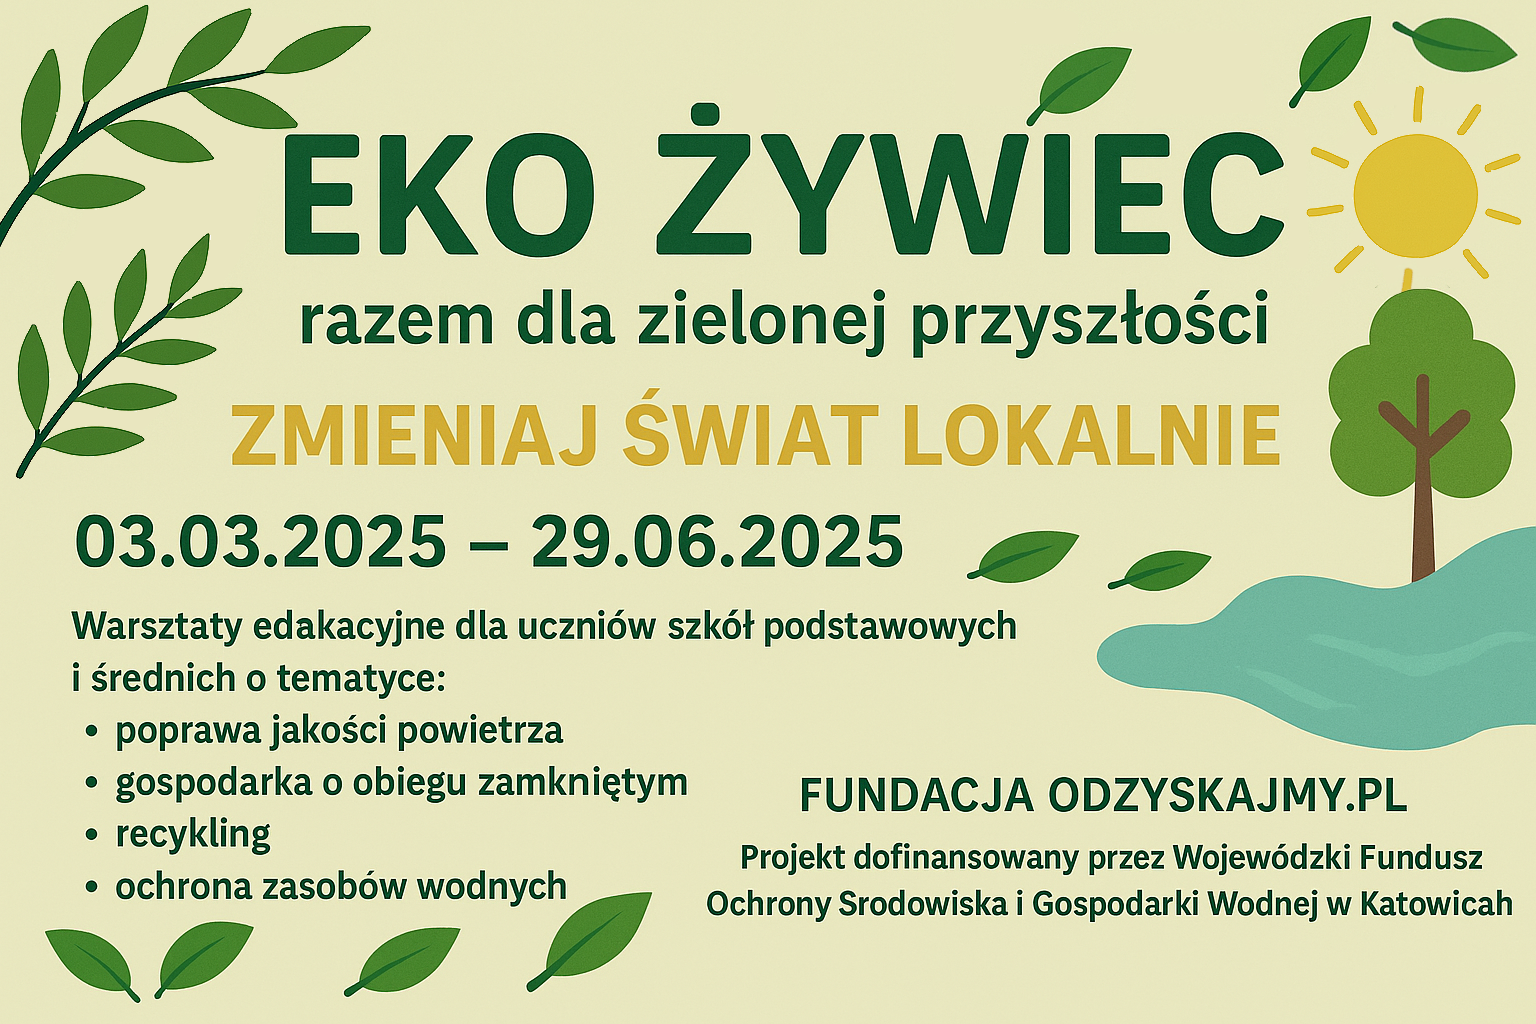 EKO ŻYWIEC
razem dla zielonej przyszłości
ZMIENIAJ ŚWIAT LOKALNIE
03.03.2025 – 29.06.2025
Warsztaty edakacyjne dla uczniów szkół podstawowych
i średnich o tematyce:
• poprawa jakości powietrza
• gospodarka o obiegu zamkniętym
• recykling
• ochrona zasobów wodnych
FUNDACJA ODZYSKAJMY.PL
Projekt dofinansowany przez Wojewódzki Fundusz
Ochrony Srodowiska i Gospodarki Wodnej w Katowicah